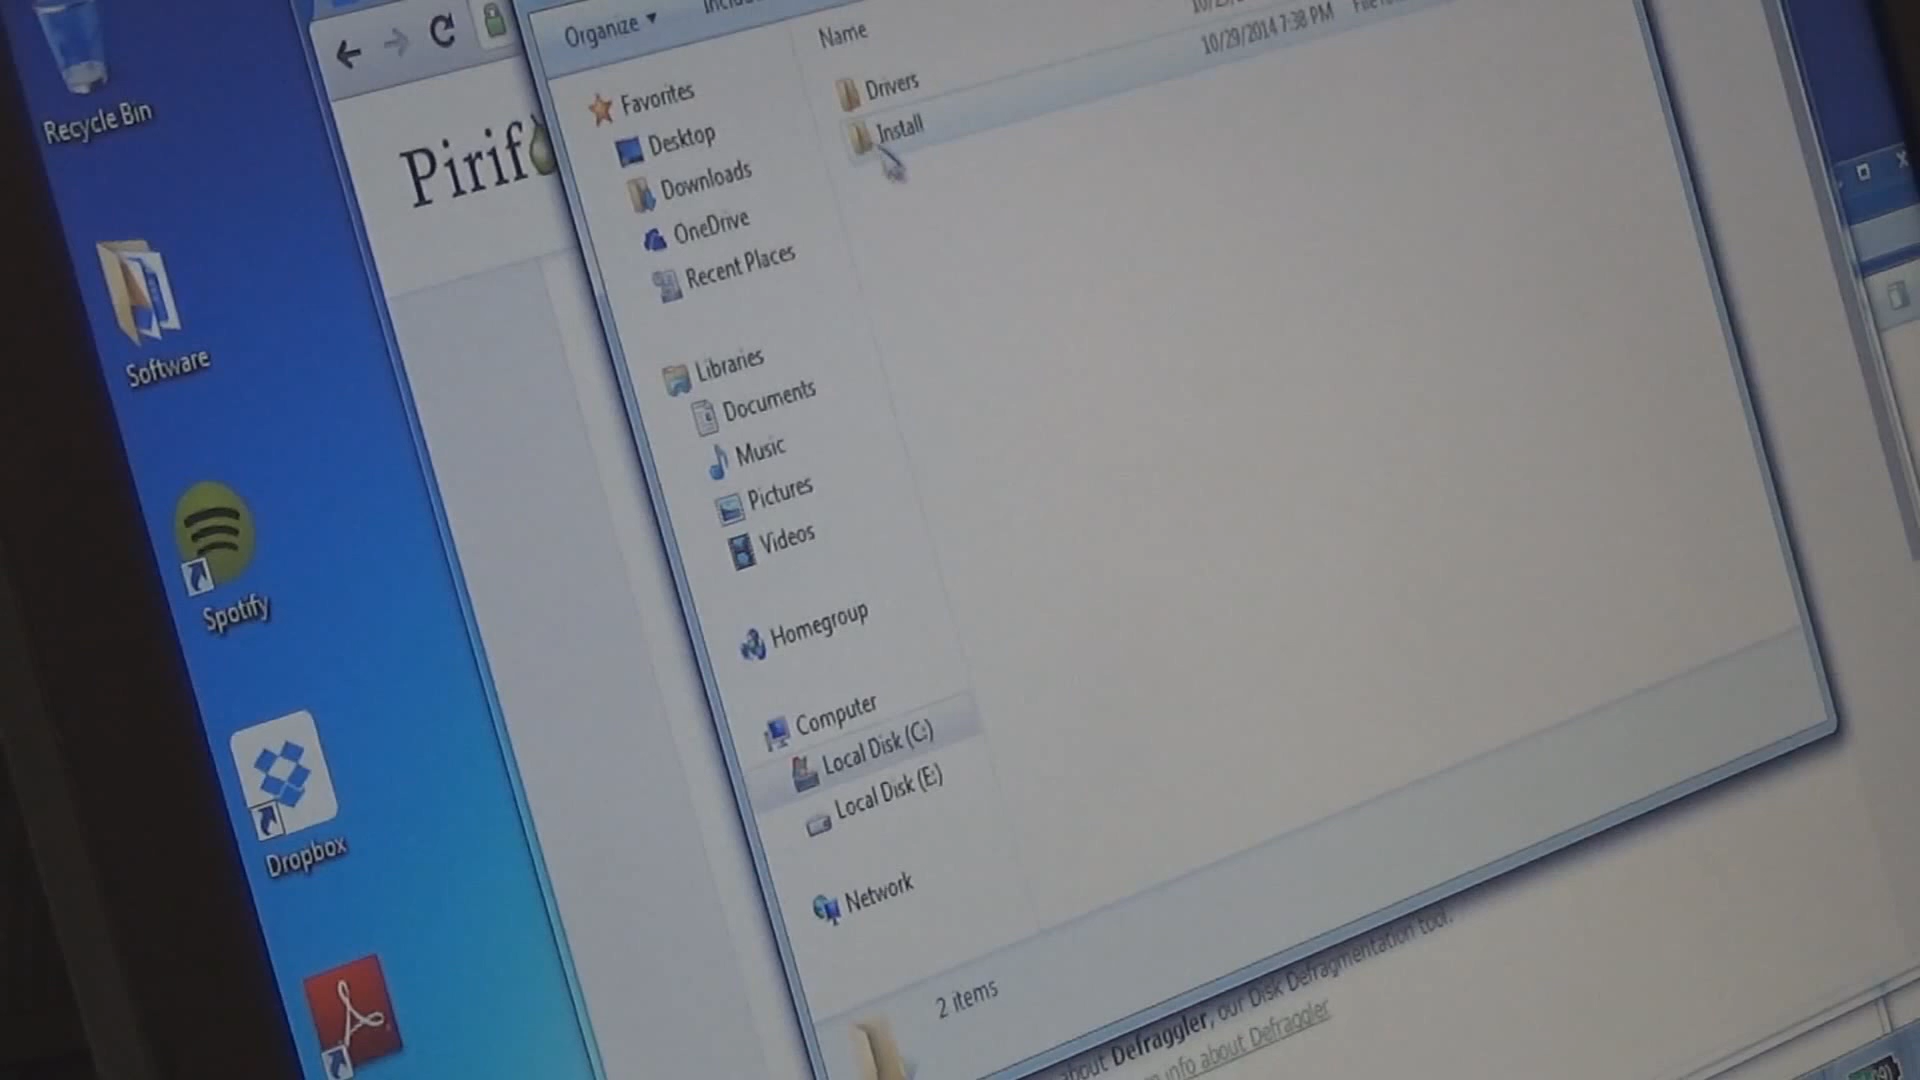 Recycle Bin
Software
Spotify
Dropbox
Pirif
Organize
Name
Drivers
Install
10/29/2014 7:38 PM
Favorites
Desktop
Downloads
OneDrive
Recent Places
Libraries
Documents
Music
Pictures
Videos
Homegroup
Computer
Local Disk (C:)
Local Disk (E:)
Network
2 items
about Defraggler, our Disk Defragmentation tool.
info about Defraggler